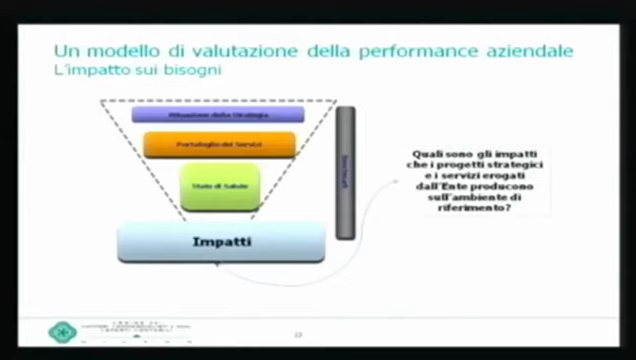 Un modello di valutazione della performance aziendale
L'impatto sui bisogni
Attuazione della Strategia
Portafoglio dei Servizi
Stato di Salute
Impatti
Quali sono gli impatti
che i progetti strategici
e i servizi erogati
dall'Ente producono
sull'ambiente di
riferimento?